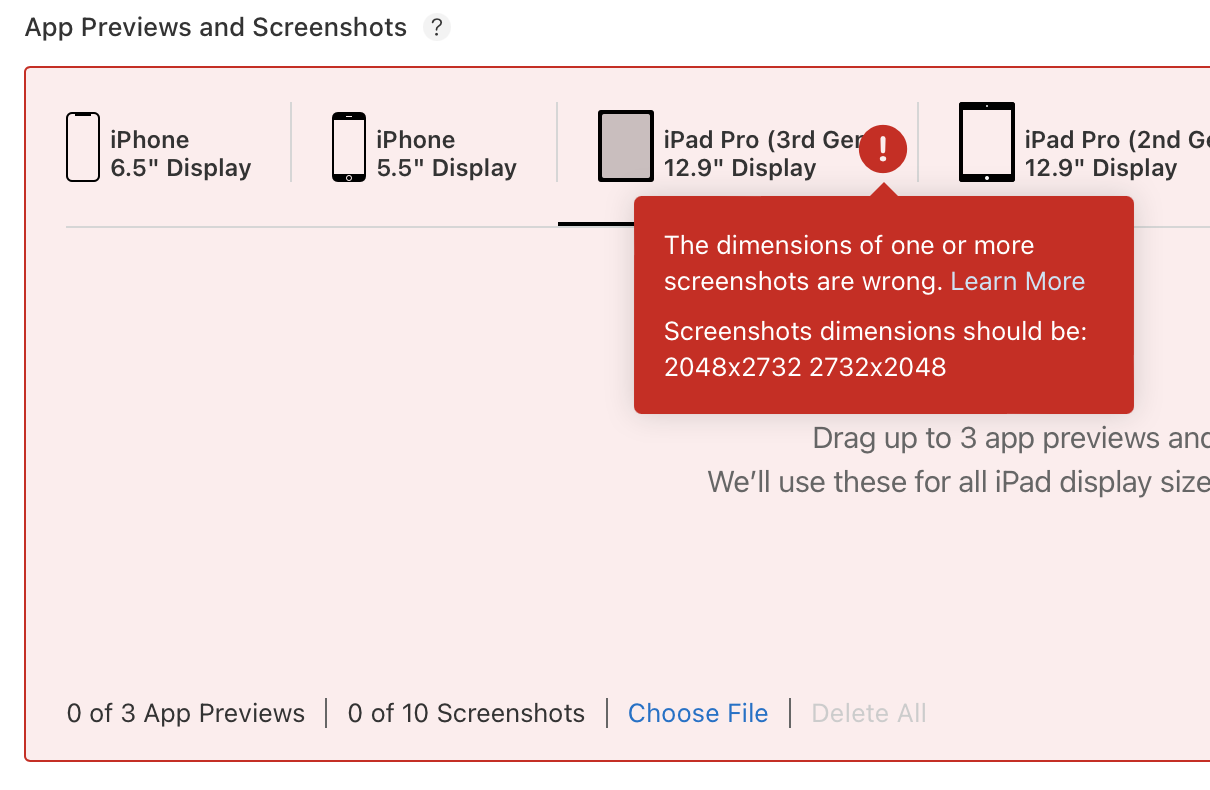 App Previews and Screenshots ?
iPhone
6.5" Display
iPhone
5.5" Display
iPad Pro (3rd Gen
12.9" Display
!
iPad Pro (2nd Ge
12.9" Display
The dimensions of one or more
screenshots are wrong. Learn More
Screenshots dimensions should be:
2048x2732 2732x2048
Drag up to 3 app previews and
We’ll use these for all iPad display size
0 of 3 App Previews | 0 of 10 Screenshots | Choose File | Delete All